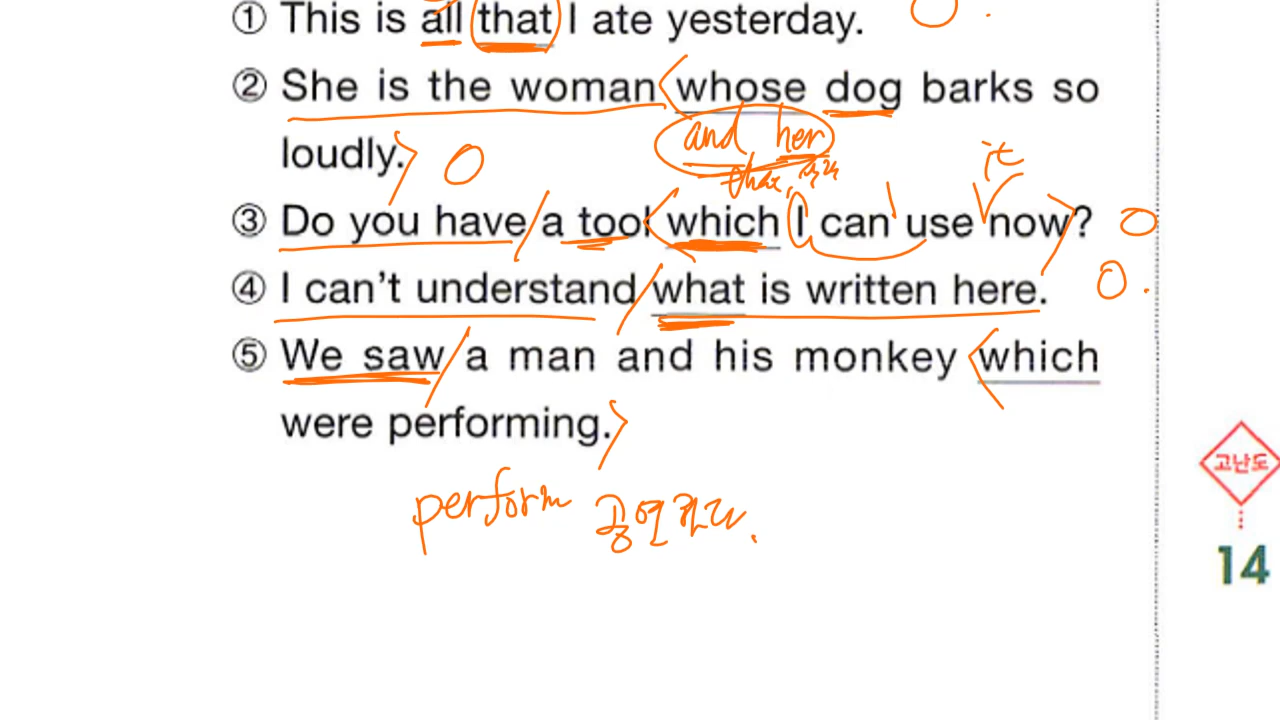 ① This is all that I ate yesterday.
② She is the woman whose dog barks so
and her
loudly.
it
③ Do you have a tool which I can use now?
④ I can't understand what is written here.
⑤ We saw a man and his monkey which
were performing.
고난도
perform 공연하다.
14